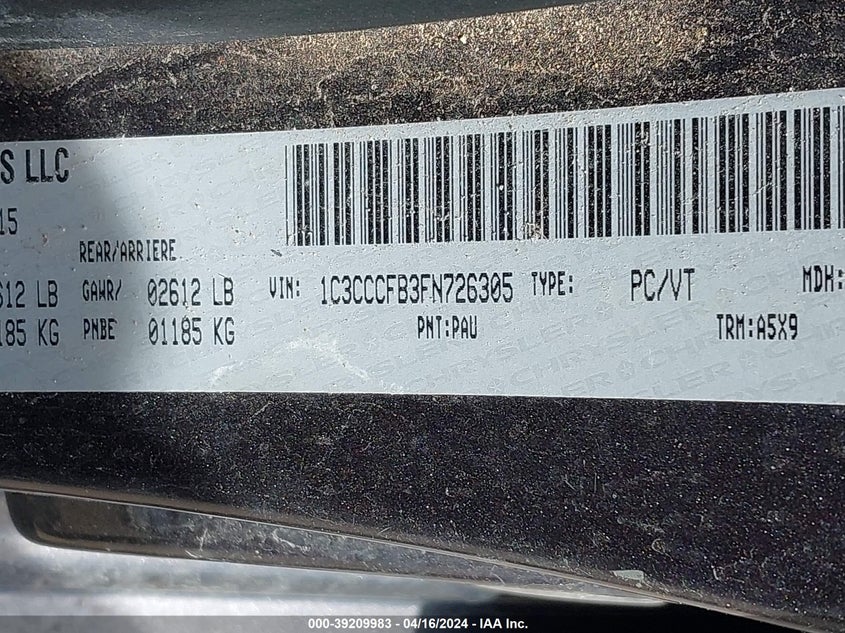 S LLC
15
REAR/ARRIERE
612 LB GAWR/ 02612 LB VIN: 1C3CCCFB3FN726305 TYPE: PC/VT MDH:
185 KG PNBE 01185 KG PNT:PAU TRM:A5X9
CHRYSLER
000-39209983 - 04/16/2024 - IAA Inc.